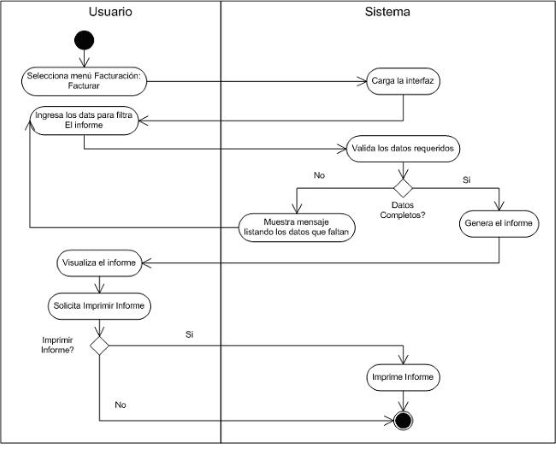 Usuario
Sistema
Selecciona menú Facturación:
Facturar
Carga la interfaz
Ingresa los dats para filtra
El informe
Valida los datos requeridos
No
Si
Datos
Completos?
Muestra mensaje
listando los datos que faltan
Genera el informe
Visualiza el informe
Solicita Imprimir Informe
Imprimir
Informe?
Si
Imprime Informe
No